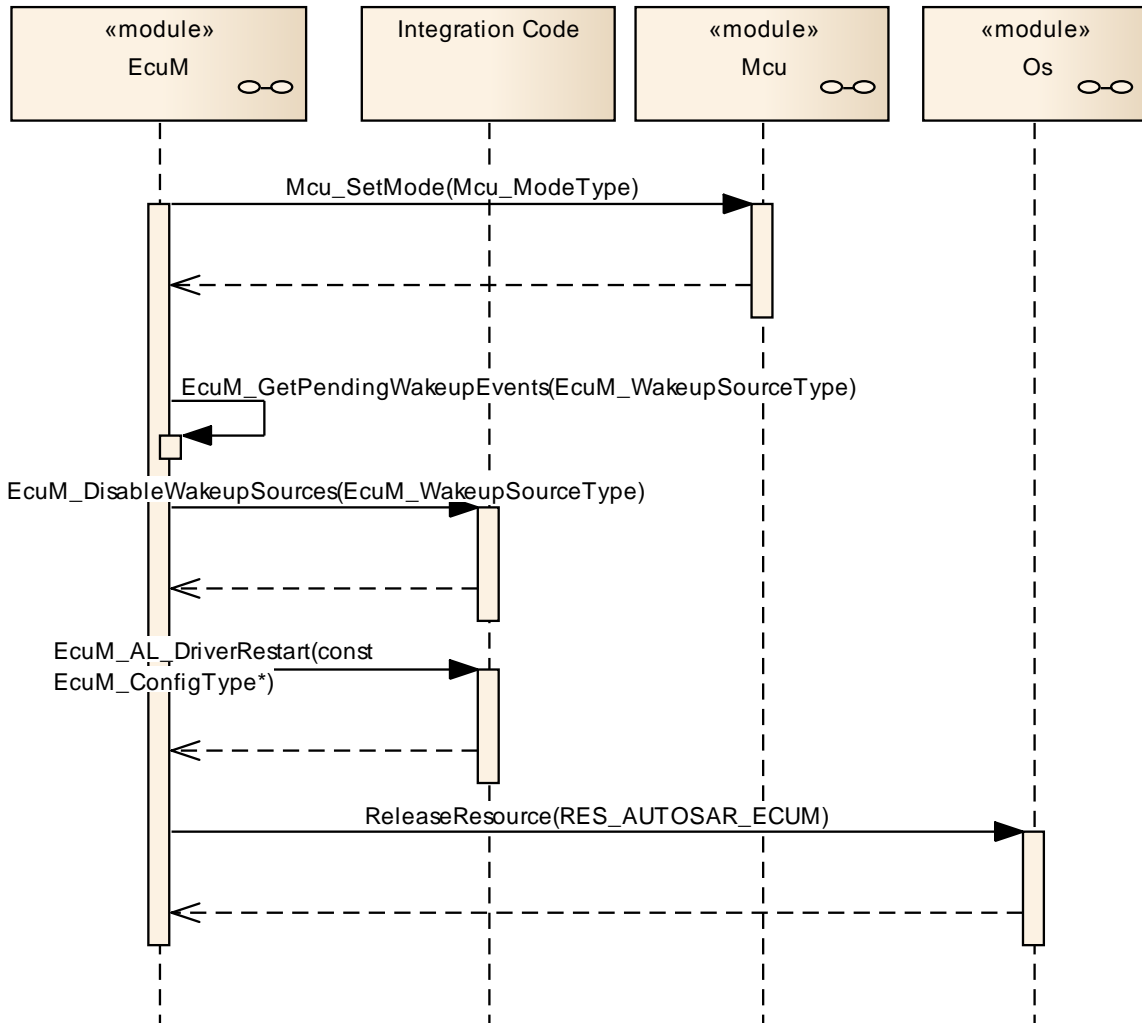 «module»
EcuM
Integration Code
«module»
Mcu
«module»
Os
Mcu_SetMode(Mcu_ModeType)
EcuM_GetPendingWakeupEvents(EcuM_WakeupSourceType)
EcuM_DisableWakeupSources(EcuM_WakeupSourceType)
EcuM_AL_DriverRestart(const
EcuM_ConfigType*)
ReleaseResource(RES_AUTOSAR_ECUM)